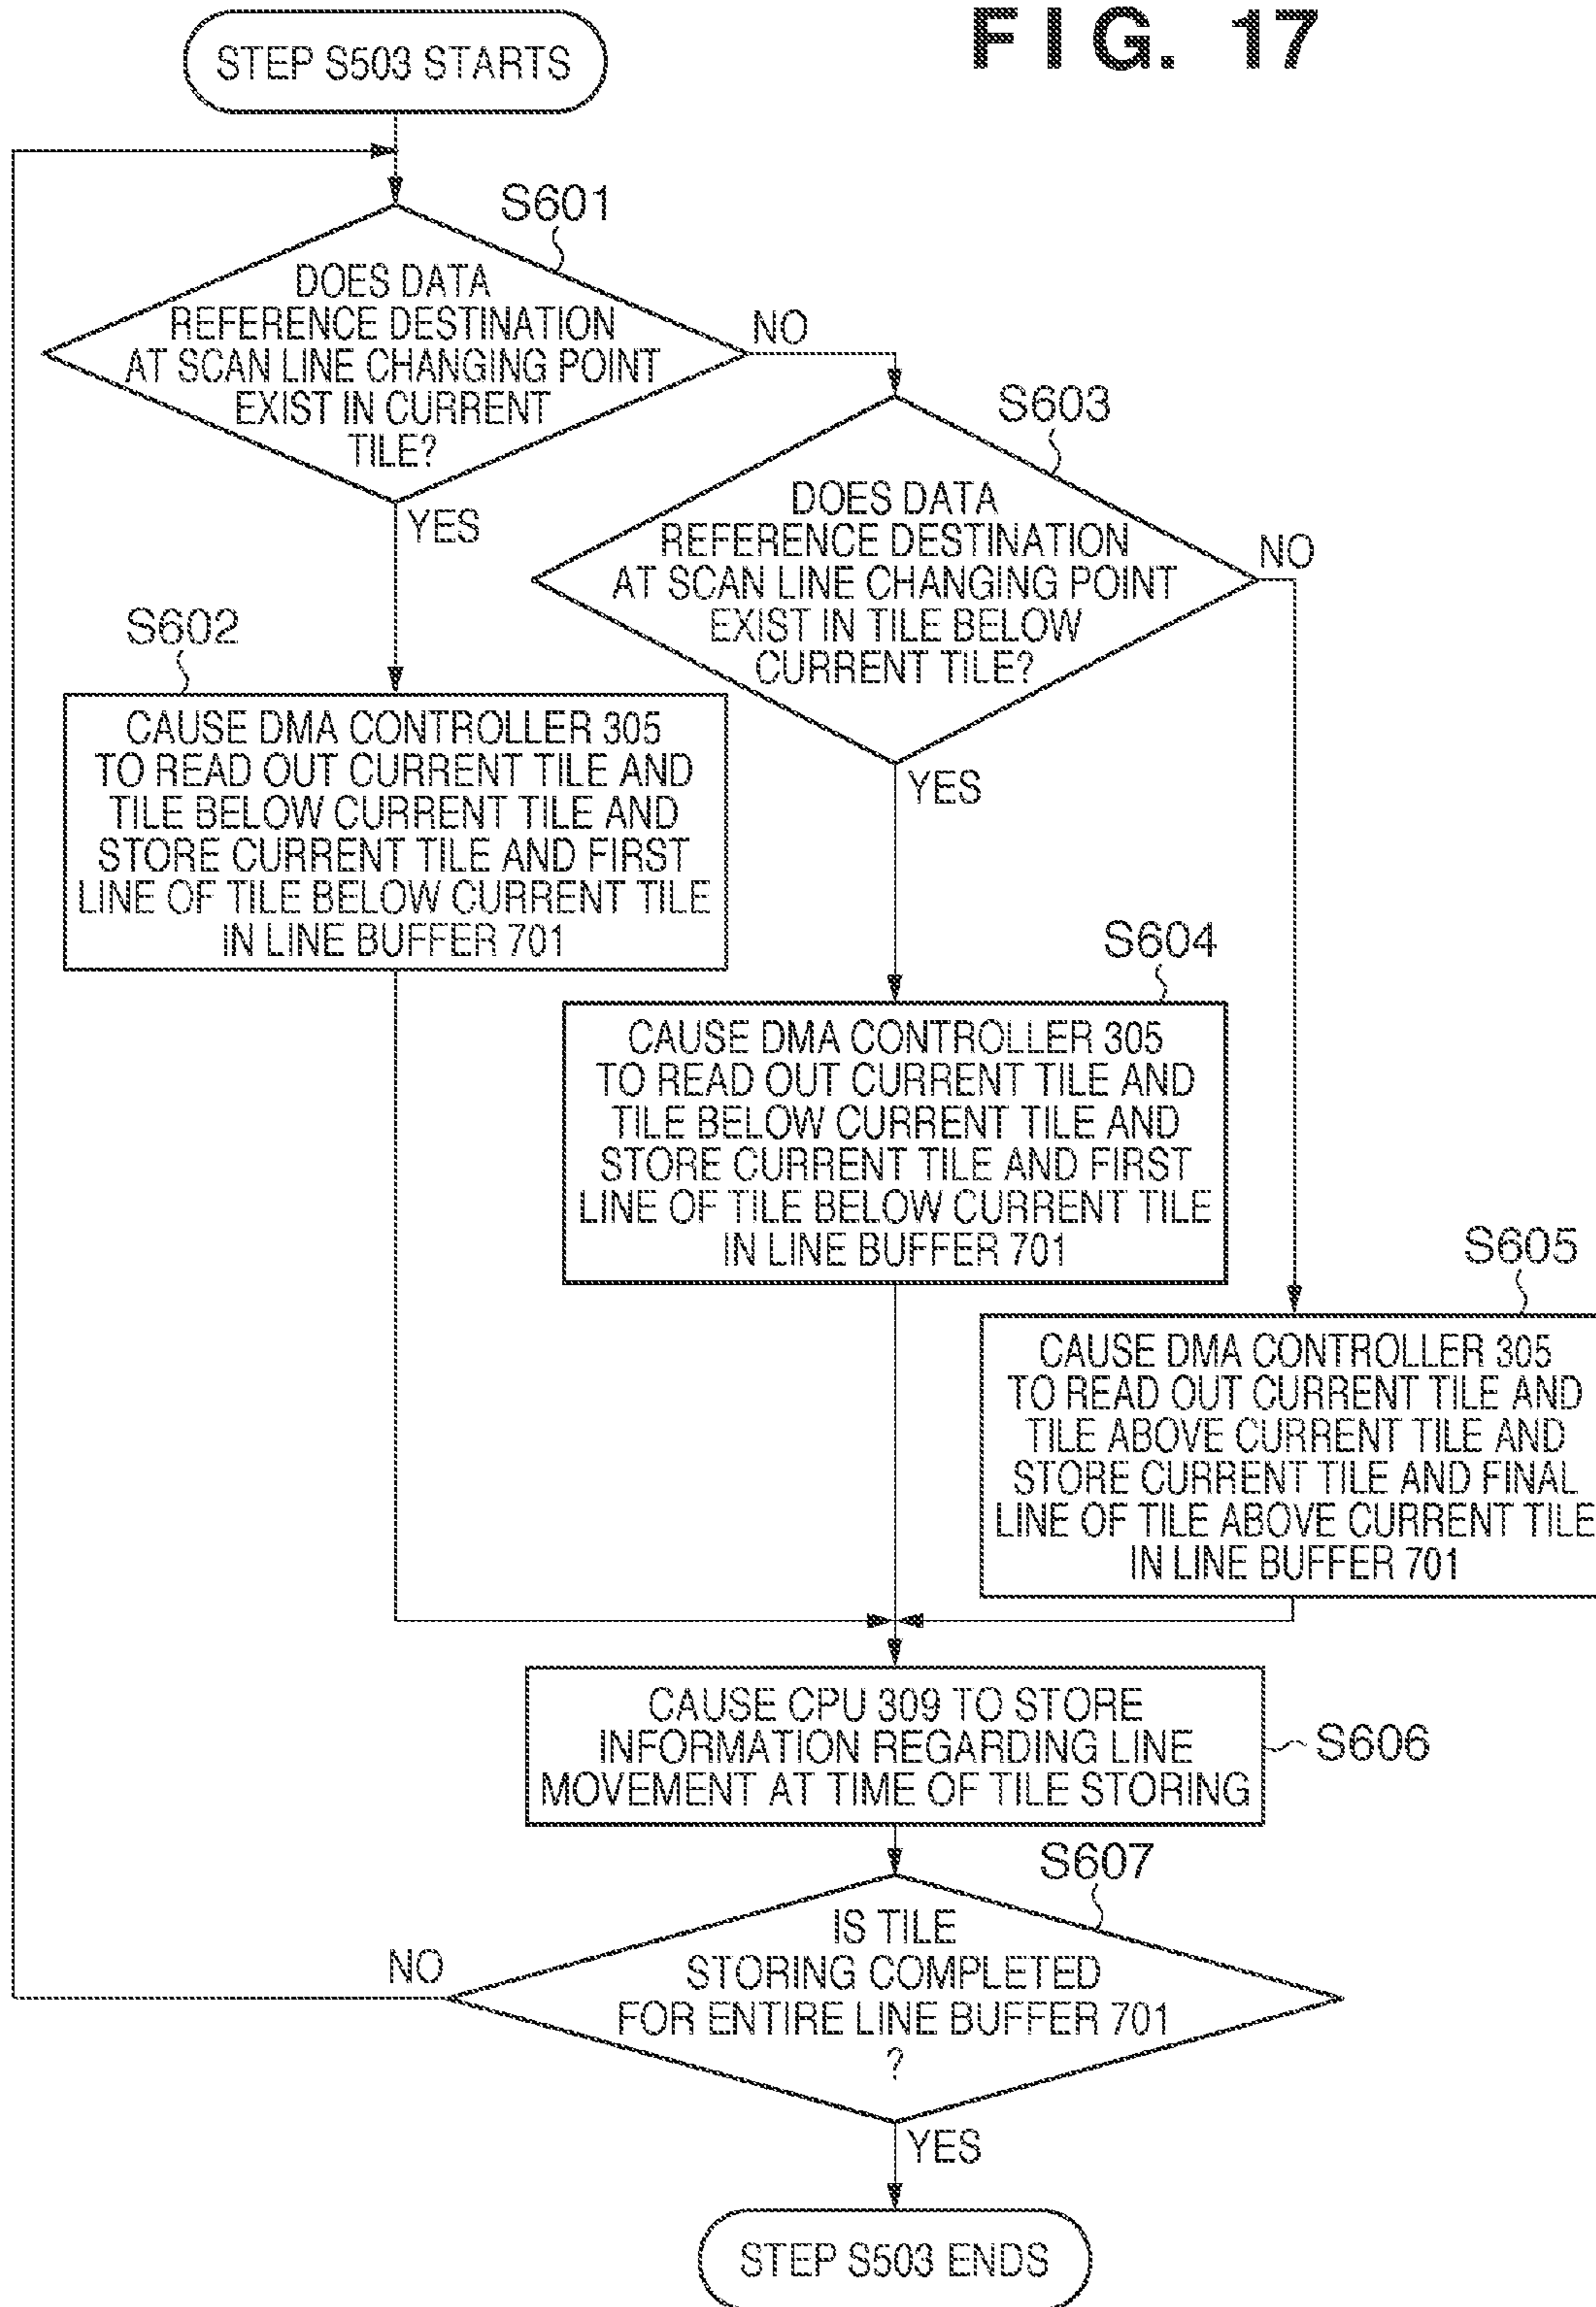 FIG. 17
STEP S503 STARTS
S601
DOES DATA
REFERENCE DESTINATION
AT SCAN LINE CHANGING POINT
EXIST IN CURRENT
TILE?
NO
YES
S603
DOES DATA
REFERENCE DESTINATION
AT SCAN LINE CHANGING POINT
EXIST IN TILE BELOW
CURRENT TILE?
NO
YES
S602
CAUSE DMA CONTROLLER 305
TO READ OUT CURRENT TILE AND
TILE BELOW CURRENT TILE AND
STORE CURRENT TILE AND FIRST
LINE OF TILE BELOW CURRENT TILE
IN LINE BUFFER 701
S604
CAUSE DMA CONTROLLER 305
TO READ OUT CURRENT TILE AND
TILE BELOW CURRENT TILE AND
STORE CURRENT TILE AND FIRST
LINE OF TILE BELOW CURRENT TILE
IN LINE BUFFER 701
S605
CAUSE DMA CONTROLLER 305
TO READ OUT CURRENT TILE AND
TILE ABOVE CURRENT TILE AND
STORE CURRENT TILE AND FINAL
LINE OF TILE ABOVE CURRENT TILE
IN LINE BUFFER 701
CAUSE CPU 309 TO STORE
INFORMATION REGARDING LINE
MOVEMENT AT TIME OF TILE STORING
S606
S607
IS TILE
STORING COMPLETED
FOR ENTIRE LINE BUFFER 701
?
NO
YES
STEP S503 ENDS